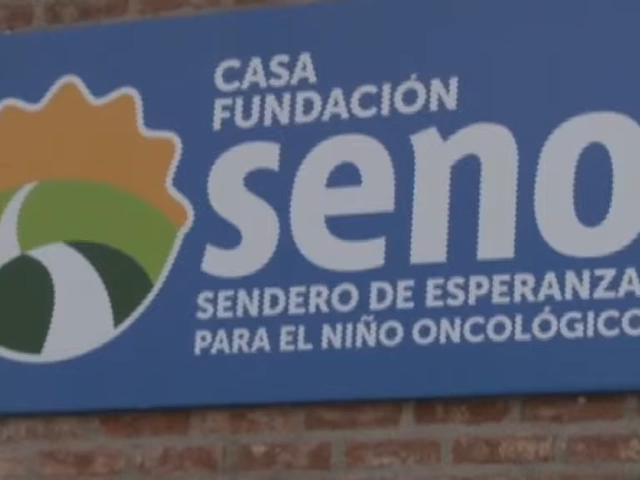 CASA
FUNDACIÓN
seno
SENDERO DE ESPERANZA
PARA EL NIÑO ONCOLÓGICO